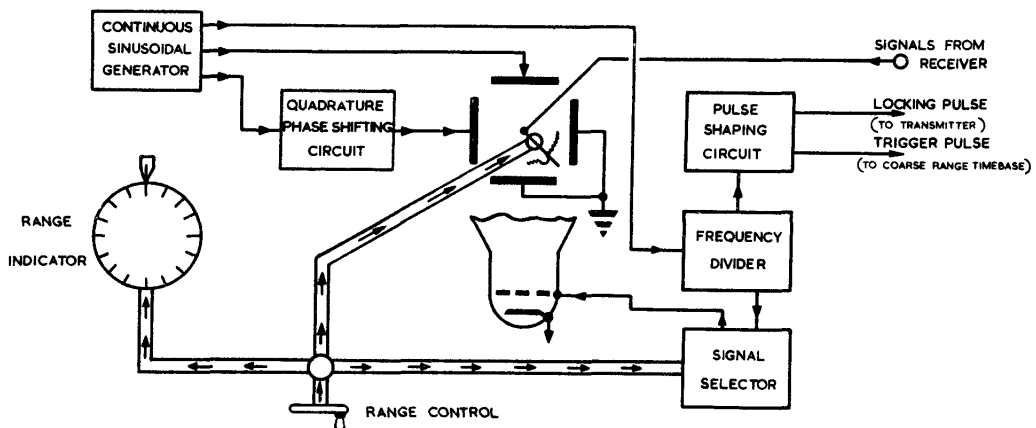 CONTINUOUS
SINUSOIDAL
GENERATOR
QUADRATURE
PHASE SHIFTING
CIRCUIT
SIGNALS FROM
RECEIVER
PULSE
SHAPING
CIRCUIT
LOCKING PULSE
(TO TRANSMITTER)
TRIGGER PULSE
(TO COARSE RANGE TIMEBASE)
RANGE
INDICATOR
FREQUENCY
DIVIDER
SIGNAL
SELECTOR
RANGE CONTROL